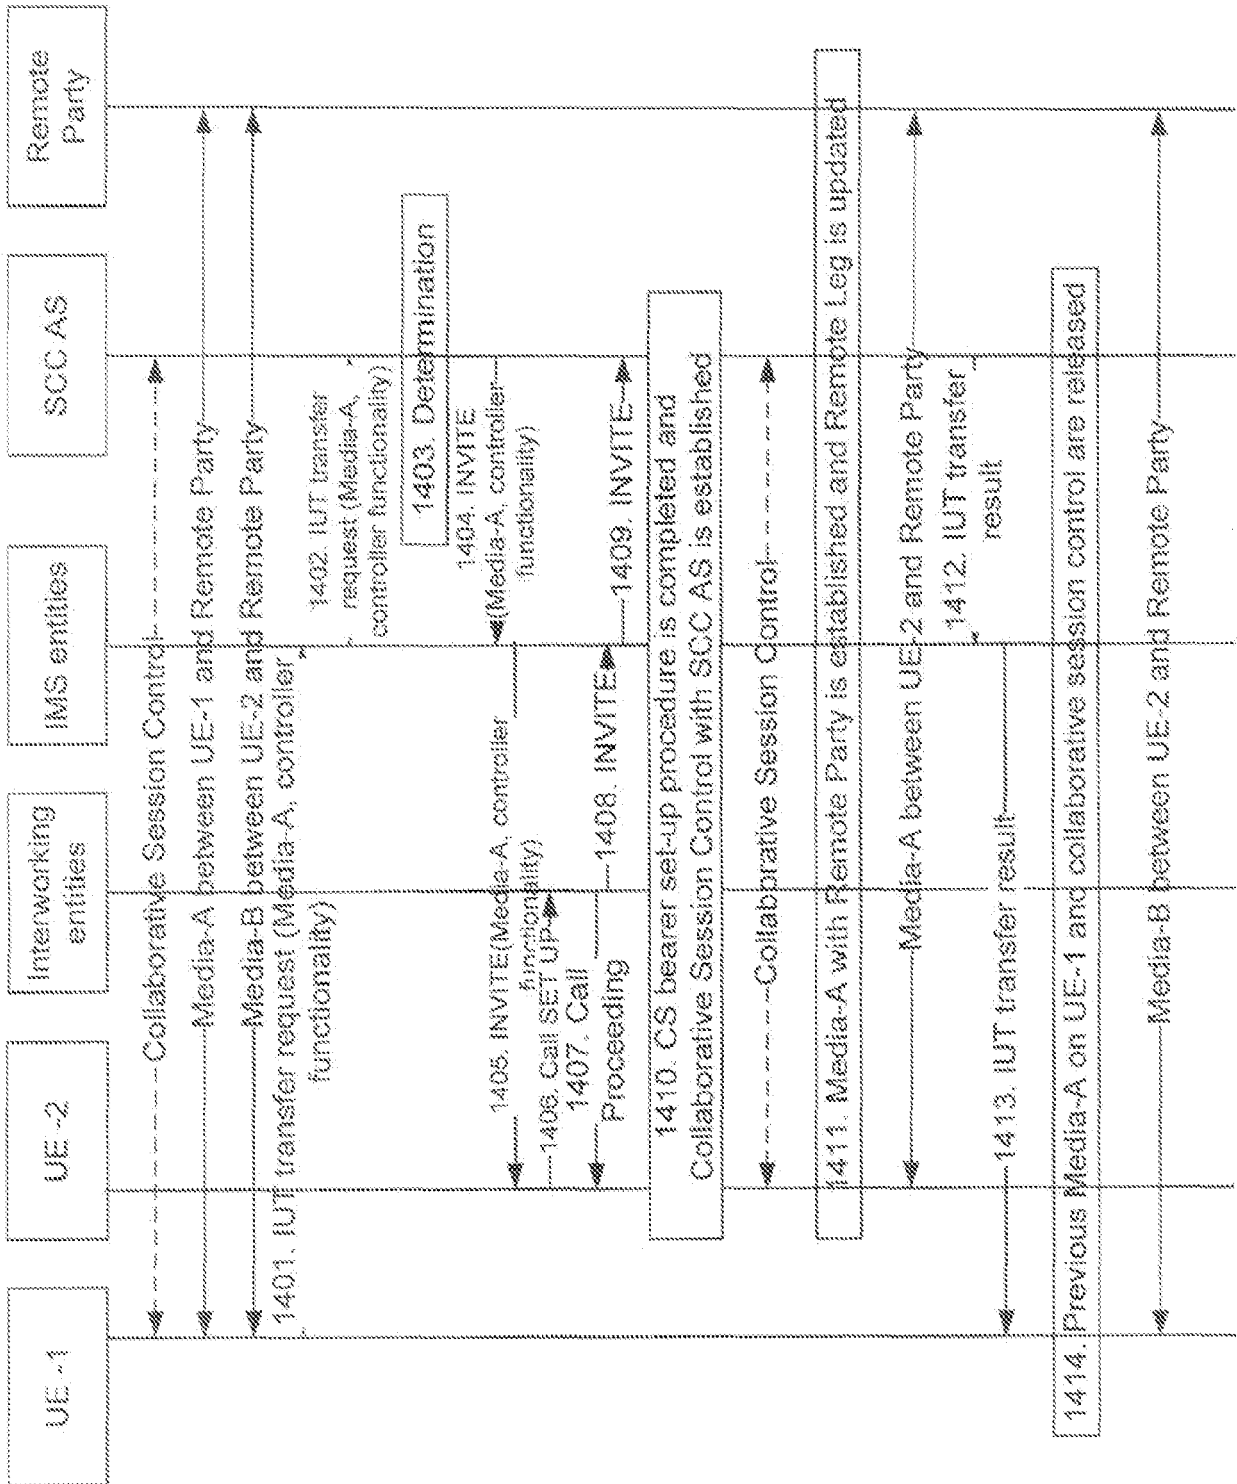 UE -1
UE -2
Interworking
entities
IMS entities
SCC AS
Remote
Party
Collaborative Session Control
Media-A between UE-1 and Remote Party
Media-B between UE-2 and Remote Party
1401. IUT transfer request (Media-A, controller
functionality)
1402. IUT transfer
request (Media-A,
controller functionality)
1403. Determination
1404. INVITE
(Media-A, controller
functionality)
1405. INVITE(Media-A, controller
functionality)
1406. Call SET UP
1407. Call
Proceeding
1408. INVITE
1409. INVITE
1410. CS bearer set-up procedure is completed and
Collaborative Session Control with SCC AS is established
Collaborative Session Control
1411. Media-A with Remote Party is established and Remote Leg is updated
Media-A between UE-2 and Remote Party
1412. IUT transfer
result
1413. IUT transfer result
1414. Previous Media-A on UE-1 and collaborative session control are released
Media-B between UE-2 and Remote Party